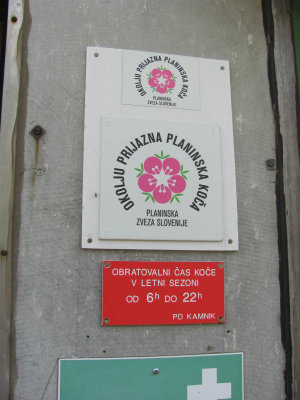 OKOLJU PRIJAZNA PLANINSKA KOČA
PLANINSKA
ZVEZA SLOVENIJE
OKOLJU PRIJAZNA PLANINSKA KOČA
PLANINSKA
ZVEZA SLOVENIJE
OBRATOVALNI ČAS KOČE
V LETNI SEZONI
OD 6h DO 22h
PD KAMNIK